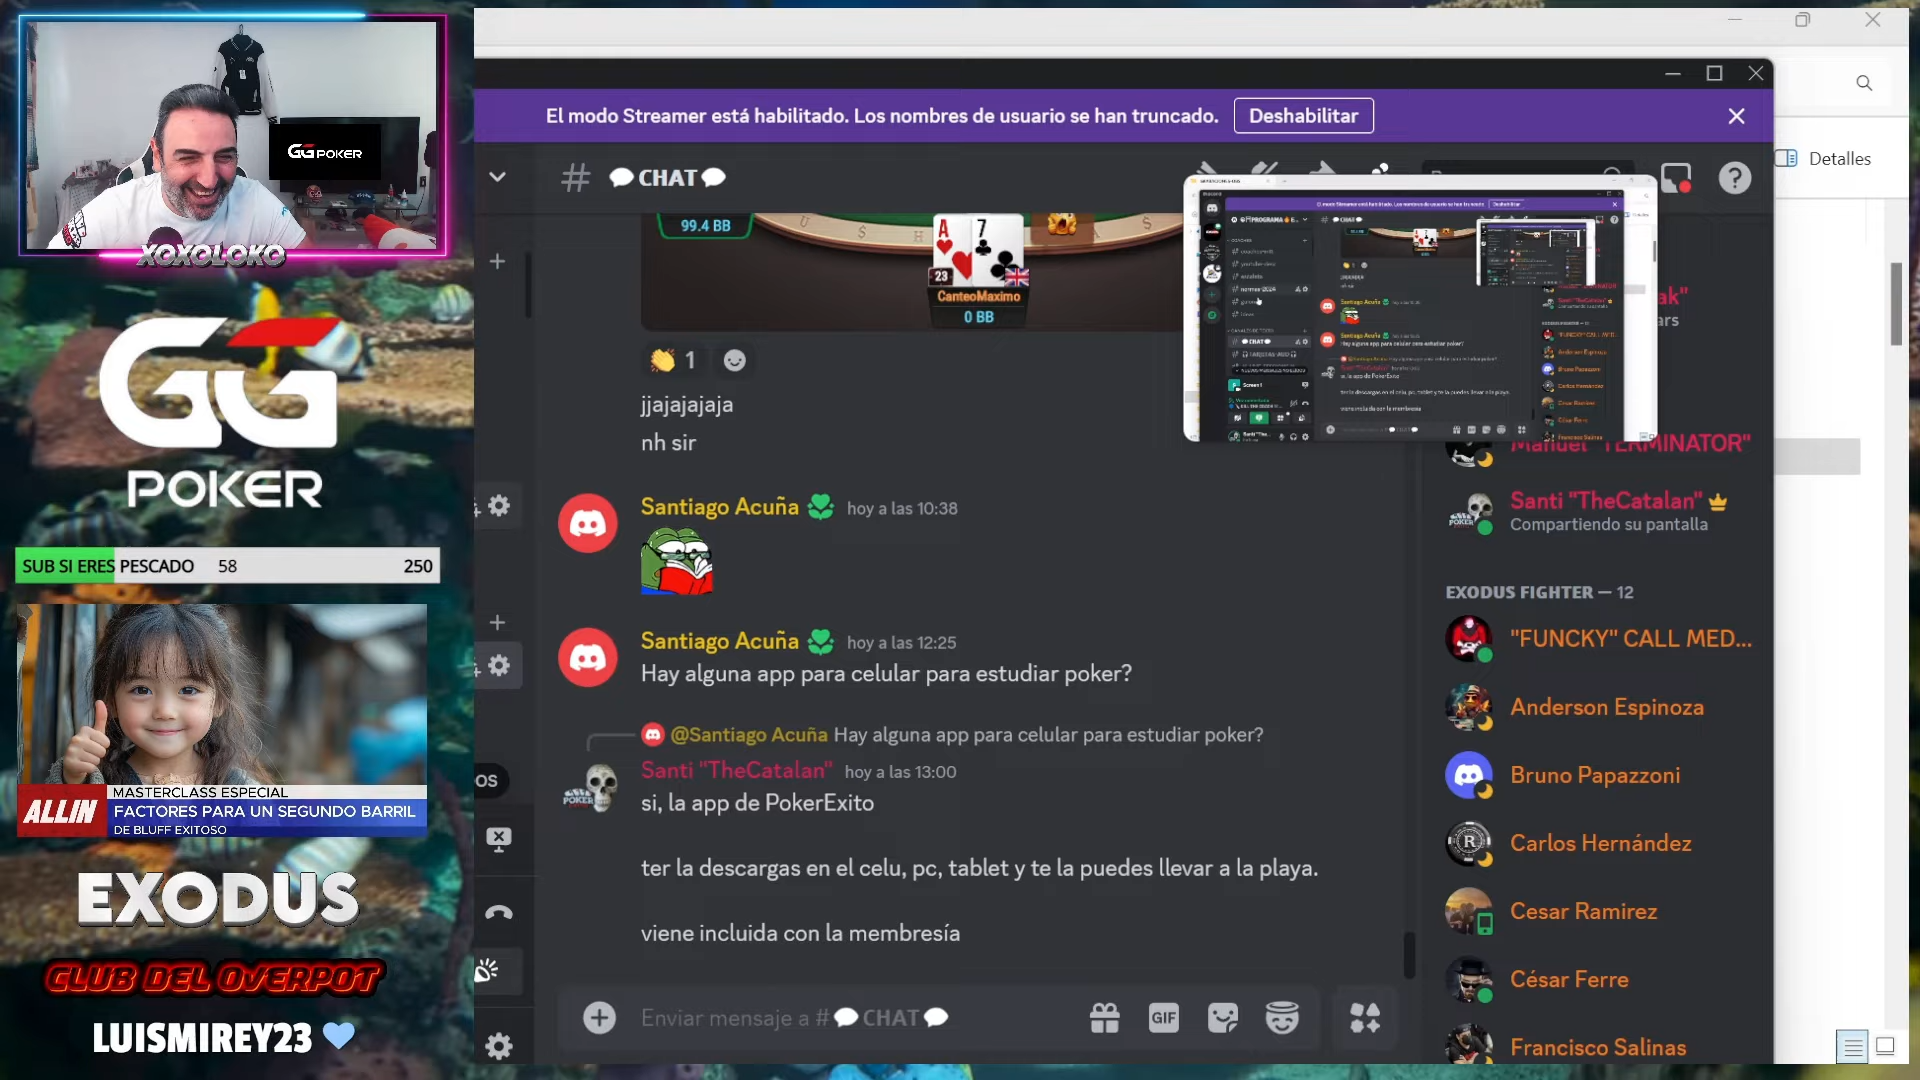 GG POKER
XOXOLOKO
GG
POKER
SUB SI ERES PESCADO 58 250
ALLIN
MASTERCLASS ESPECIAL
FACTORES PARA UN SEGUNDO BARRIL
DE BLUFF EXITOSO
EXODUS
CLUB DEL OVERPOT
LUISMIREY23
El modo Streamer está habilitado. Los nombres de usuario se han truncado. Deshabilitar
# CHAT
Detalles
99.4 BB
A 7
23
CanteoMaximo
0 BB
1
jjajajajaja
nh sir
Santiago Acuña hoy a las 10:38
Santiago Acuña hoy a las 12:25
Hay alguna app para celular para estudiar poker?
@Santiago Acuña Hay alguna app para celular para estudiar poker?
Santi "TheCatalan" hoy a las 13:00
si, la app de PokerExito
ter la descargas en el celu, pc, tablet y te la puedes llevar a la playa.
viene incluida con la membresía
OS
Enviar mensaje a # CHAT
GIF
Manuel "TERMINATOR"
Santi "TheCatalan"
Compartiendo su pantalla
EXODUS FIGHTER — 12
"FUNCKY" CALL MED...
Anderson Espinoza
Bruno Papazzoni
Carlos Hernández
Cesar Ramirez
César Ferre
Francisco Salinas